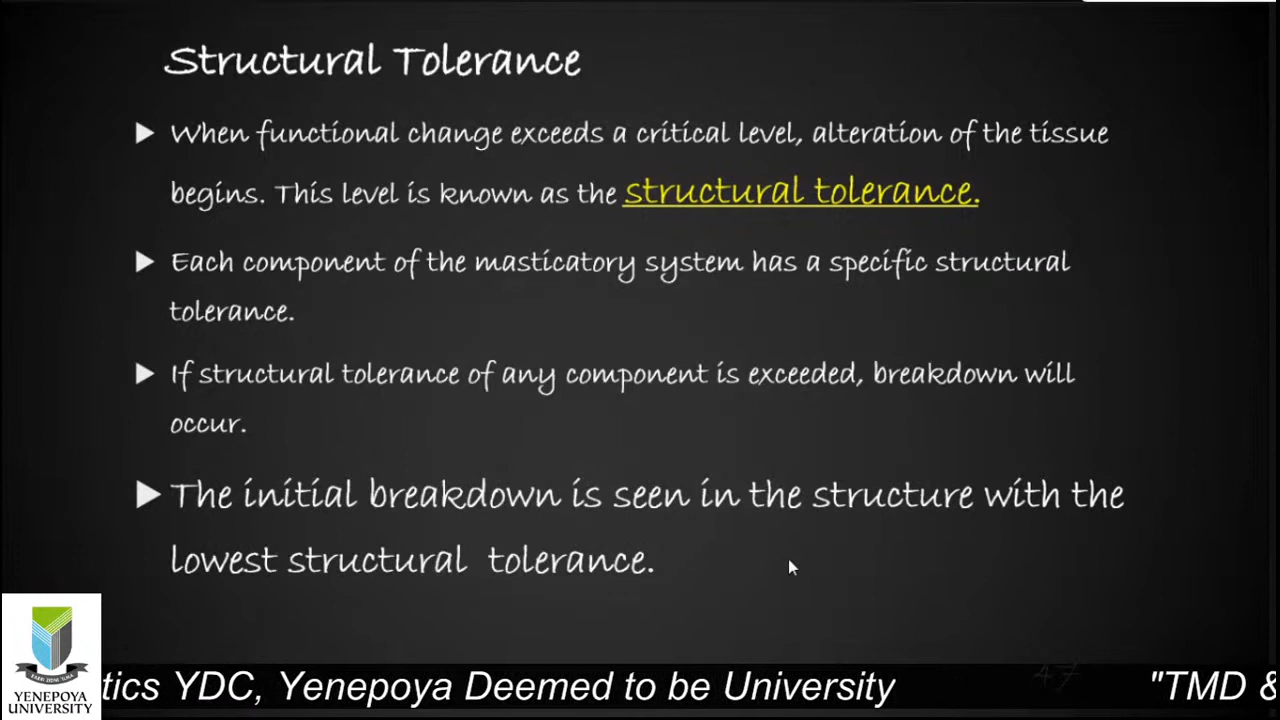 Structural Tolerance
When functional change exceeds a critical level, alteration of the tissue
begins. This level is known as the structural tolerance.
Each component of the masticatory system has a specific structural
tolerance.
If structural tolerance of any component is exceeded, breakdown will
occur.
The initial breakdown is seen in the structure with the
lowest structural tolerance.
YENEPOYA
UNIVERSITY
tics YDC, Yenepoya Deemed to be University "TMD &
47